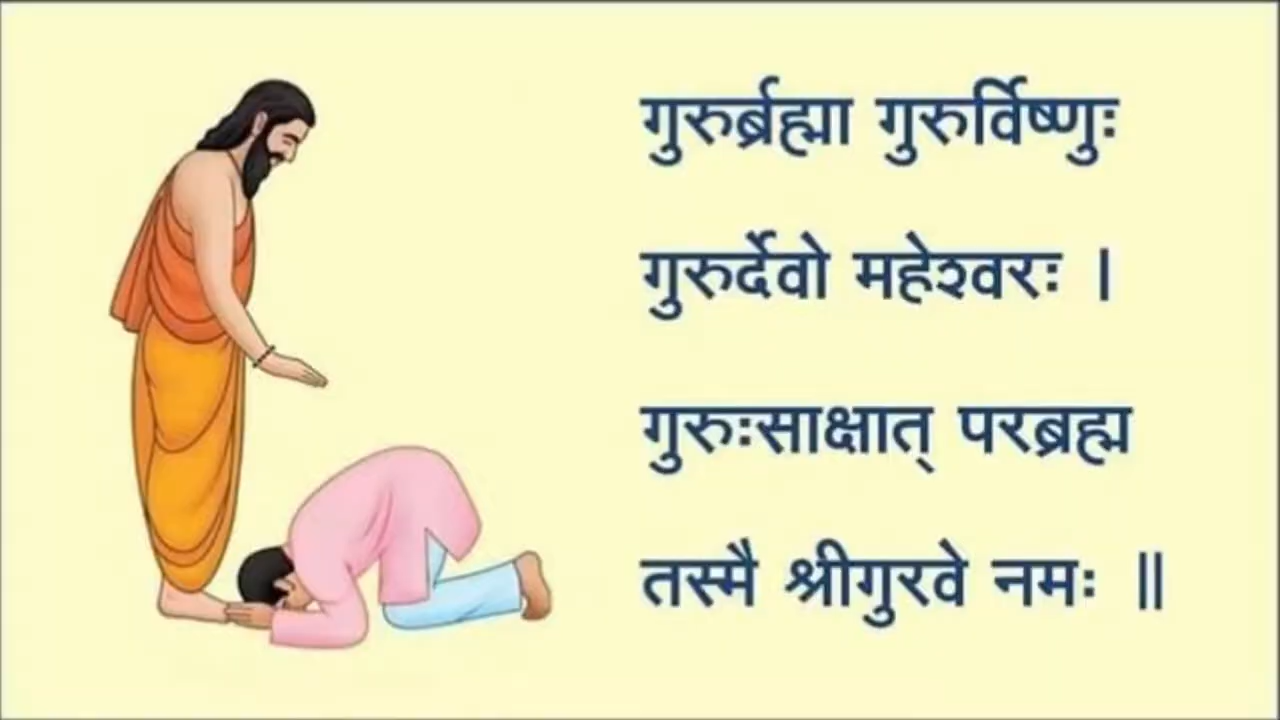 गुरुर्ब्रह्मा गुरुर्विष्णुः
गुरुर्देवो महेश्वरः ।
गुरुःसाक्षात् परब्रह्म
तस्मै श्रीगुरवे नमः ॥